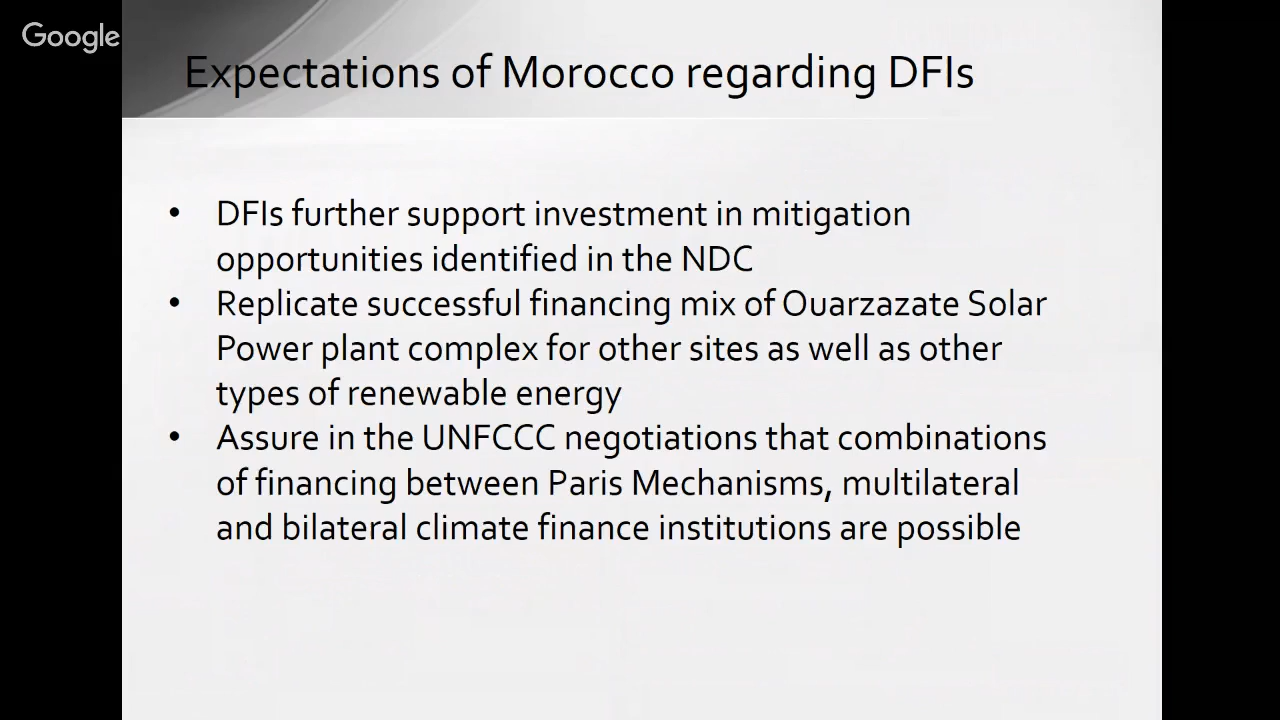 Google
Expectations of Morocco regarding DFIs
• DFIs further support investment in mitigation
opportunities identified in the NDC
• Replicate successful financing mix of Ouarzazate Solar
Power plant complex for other sites as well as other
types of renewable energy
• Assure in the UNFCCC negotiations that combinations
of financing between Paris Mechanisms, multilateral
and bilateral climate finance institutions are possible